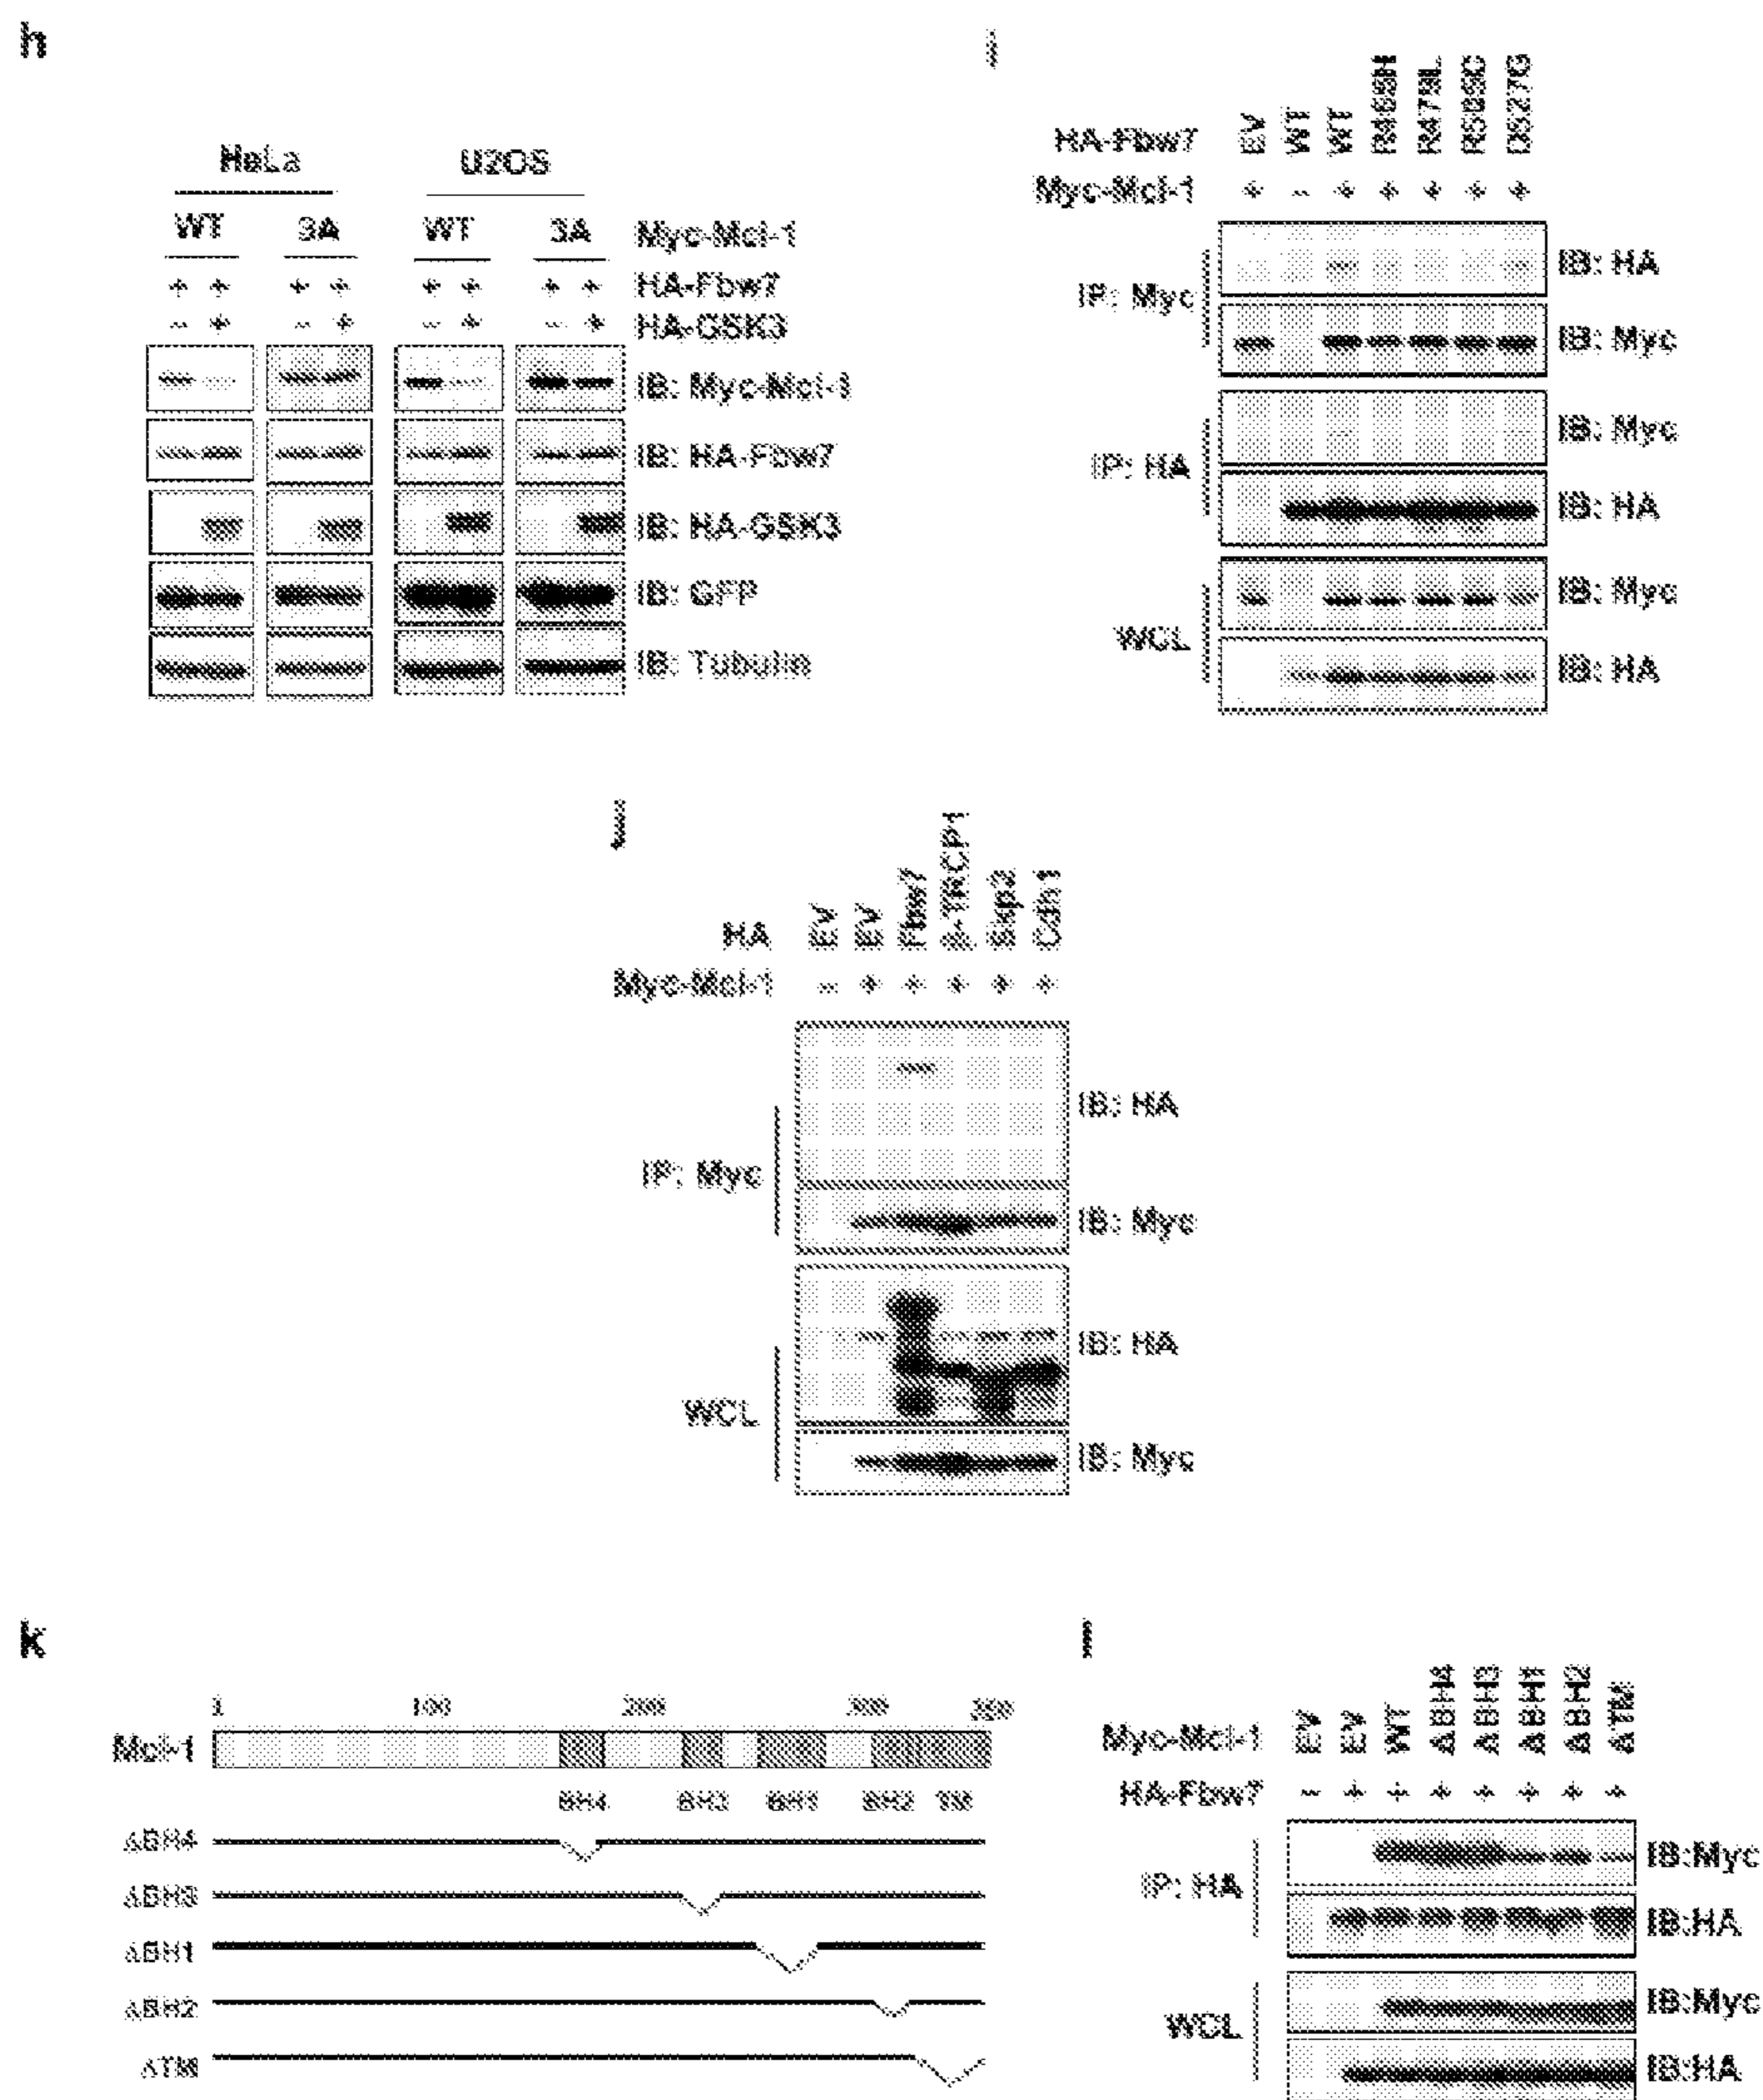 h
HeLa U2OS
WT 3A WT 3A Myc-Mcl-1
+ + + + + + + + HA-Fbw7
- + - + - + - + HA-GSK3
IB: Myc-Mcl-1
IB: HA-Fbw7
IB: HA-GSK3
IB: GFP
IB: Tubulin
i
HA-Fbw7 EV WT WT R465H R479L R505C D527G
Myc-Mcl-1 + - + + + + +
IP: Myc
IB: HA
IB: Myc
IP: HA
IB: Myc
IB: HA
WCL
IB: Myc
IB: HA
j
HA EV EV Fbw7 β-TRCP1 Skp2 Cdh1
Myc-Mcl-1 - + + + + +
IP: Myc
IB: HA
IB: Myc
WCL
IB: HA
IB: Myc
k
1 100 200 300 350
Mcl-1
BH4 BH3 BH1 BH2 TM
ΔBH4
ΔBH3
ΔBH1
ΔBH2
ΔTM
l
Myc-Mcl-1 EV EV WT ΔBH4 ΔBH3 ΔBH1 ΔBH2 ΔTM
HA-Fbw7 - + + + + + + +
IP: HA
IB:Myc
IB:HA
WCL
IB:Myc
IB:HA